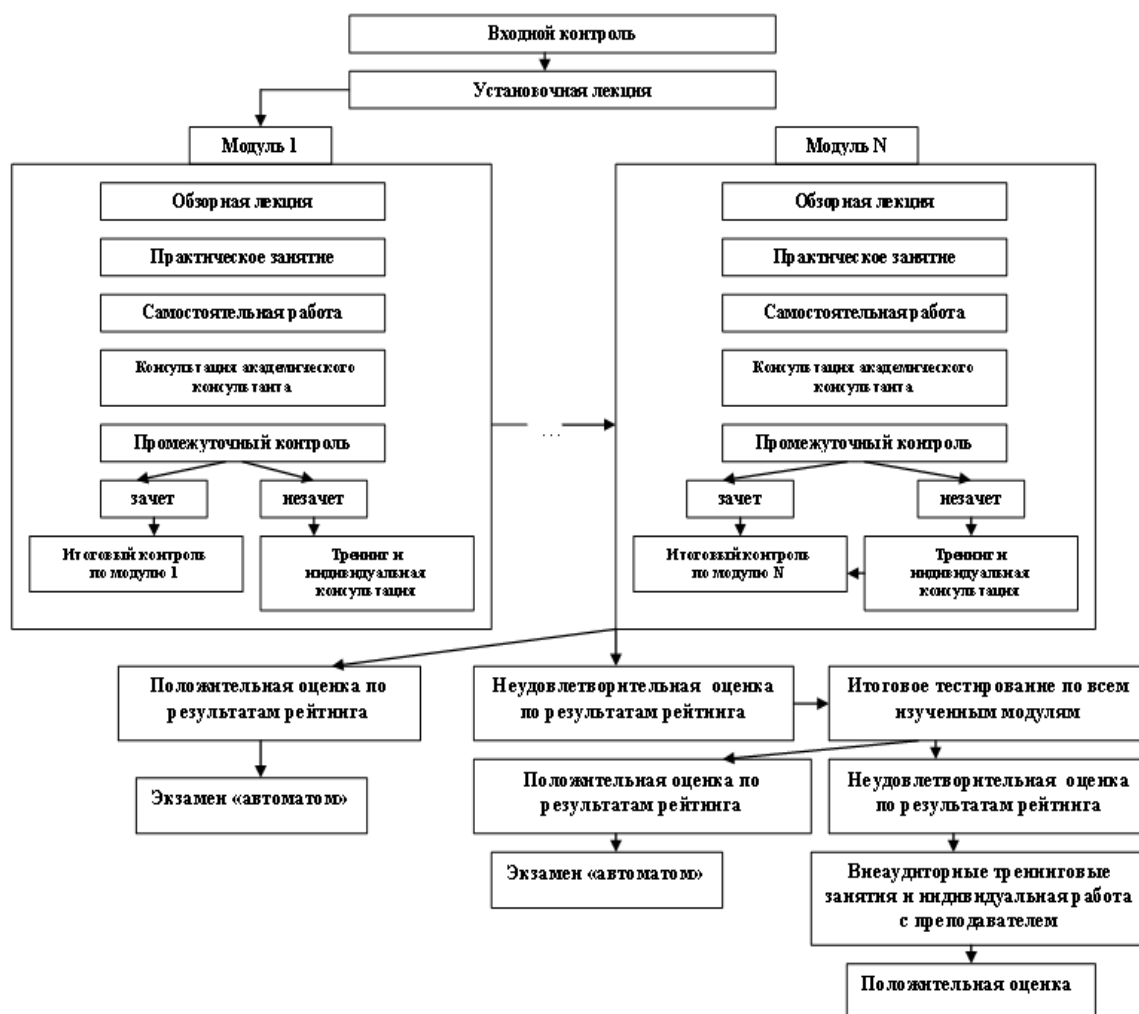 Входной контроль
Установочная лекция
Модуль 1
Обзорная лекция
Практическое занятие
Самостоятельная работа
Консультация академического
консультанта
Промежуточный контроль
зачет
незачет
Итоговый контроль
по модулю 1
Тренинг и
индивидуальная
консультация
...
Модуль N
Обзорная лекция
Практическое занятие
Самостоятельная работа
Консультация академического
консультанта
Промежуточный контроль
зачет
незачет
Итоговый контроль
по модулю N
Тренинг и
индивидуальная
консультация
Положительная оценка по
результатам рейтинга
Неудовлетворительная оценка
по результатам рейтинга
Итоговое тестирование по всем
изученным модулям
Экзамен «автоматом»
Положительная оценка по
результатам рейтинга
Неудовлетворительная оценка
по результатам рейтинга
Экзамен «автоматом»
Внеаудиторные тренинговые
занятия и индивидуальная работа
с преподавателем
Положительная оценка